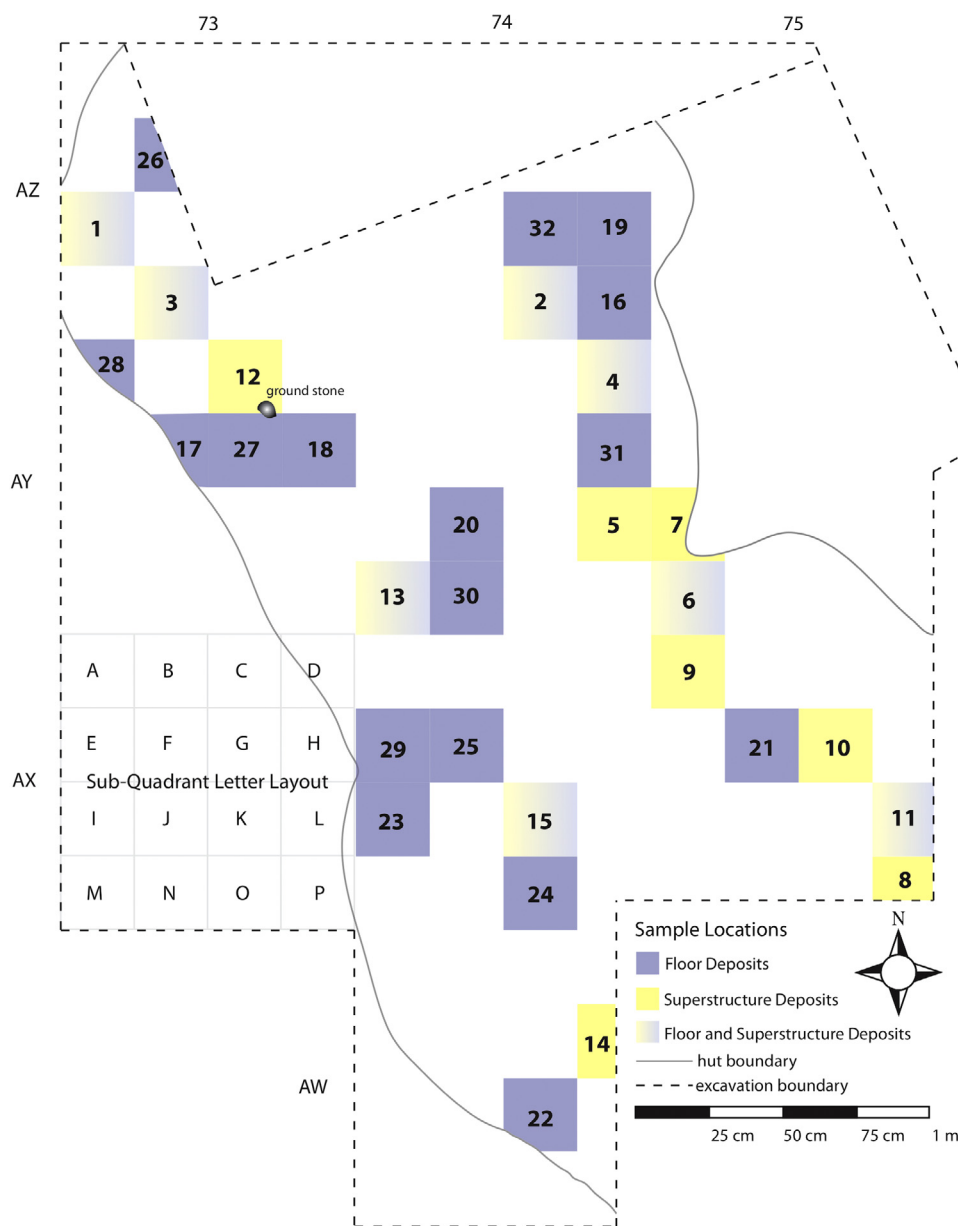 73 74 75
26
AZ
1 32 19
3 2 16
28 12 4
ground stone
17 27 18 31
AY
20 5 7
13 30 6
A B C D 9
E F G H 29 25 21 10
AX Sub-Quadrant Letter Layout
I J K L 23 15 11
M N O P 24 8
Sample Locations N
Floor Deposits
Superstructure Deposits
Floor and Superstructure Deposits
14
hut boundary
AW
excavation boundary
22
25 cm 50 cm 75 cm 1 m